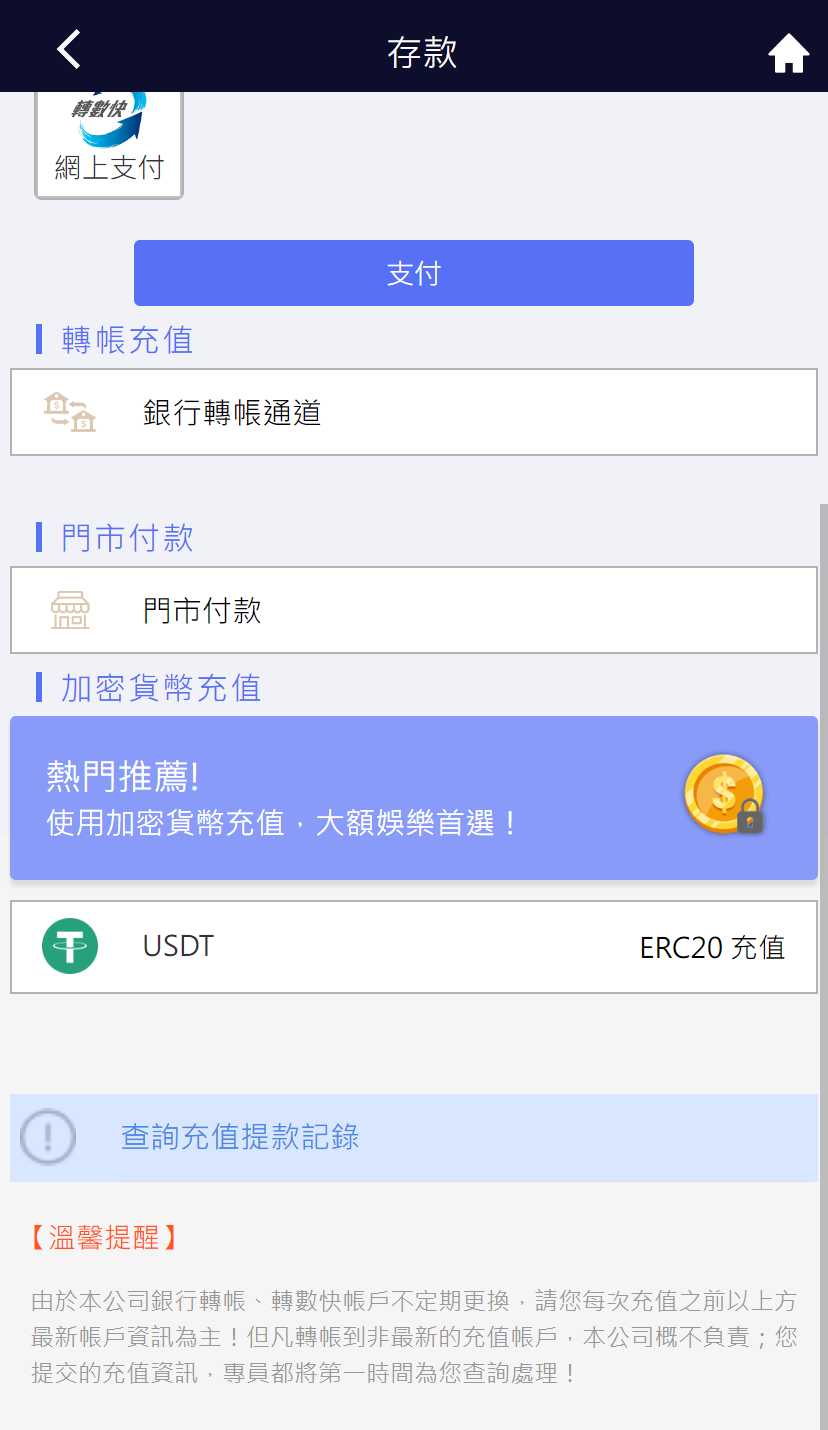 存款
轉數快
網上支付
支付
轉帳充值
銀行轉帳通道
門市付款
門市付款
加密貨幣充值
熱門推薦!
使用加密貨幣充值，大額娛樂首選！
USDT
ERC20 充值
查詢充值提款記錄
【溫馨提醒】
由於本公司銀行轉帳、轉數快帳戶不定期更換，請您每次充值之前以上方
最新帳戶資訊為主！但凡轉帳到非最新的充值帳戶，本公司概不負責；您
提交的充值資訊，專員都將第一時間為您查詢處理！